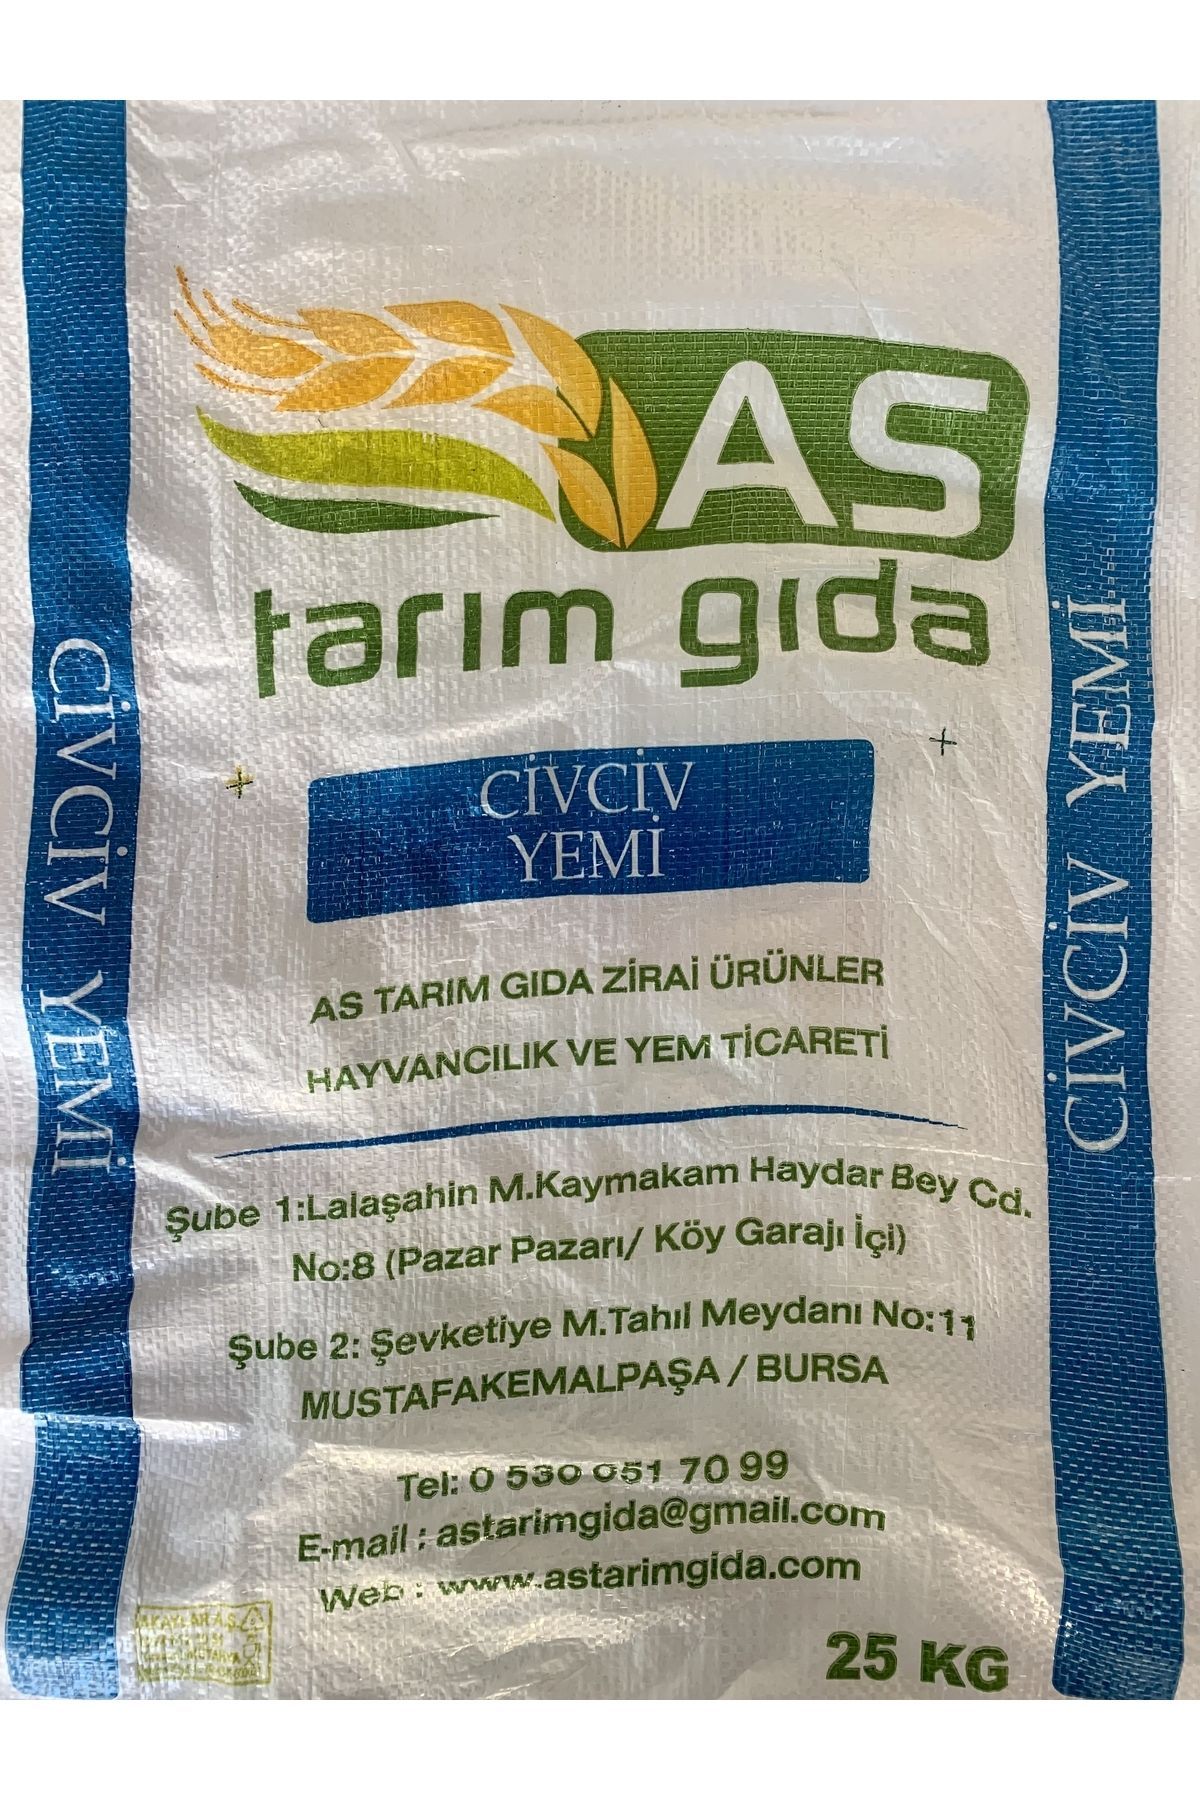 AS
tarım gıda
CİVCİV
YEMİ
CİVCİV YEMİ
CİVCİV YEMİ
AS TARIM GIDA ZİRAİ ÜRÜNLER
HAYVANCILIK VE YEM TİCARETİ
Şube 1:Lalaşahin M.Kaymakam Haydar Bey Cd.
No:8 (Pazar Pazarı/ Köy Garajı İçi)
Şube 2: Şevketiye M.Tahıl Meydanı No:11
MUSTAFAKEMALPAŞA / BURSA
Tel: 0 530 051 70 99
E-mail : astarimgida@gmail.com
Web : www.astarimgida.com
25 KG